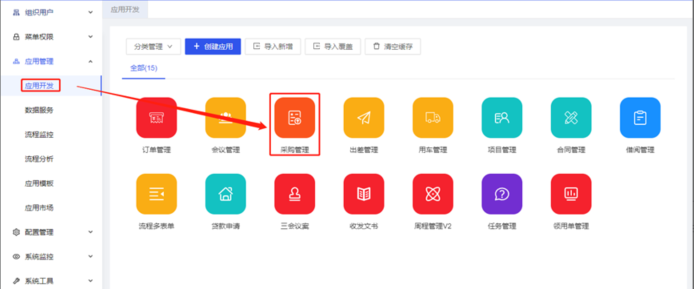 组织用户
应用开发
菜单权限
应用管理
应用开发
数据服务
流程监控
流程分析
应用模板
应用市场
配置管理
系统监控
系统工具
分类管理
创建应用
导入新增
导入覆盖
清空缓存
全部(15)
订单管理
会议管理
采购管理
出差管理
用车管理
项目管理
合同管理
借阅管理
流程多表单
贷款申请
三会议案
收发文书
周程管理V2
任务管理
领用单管理